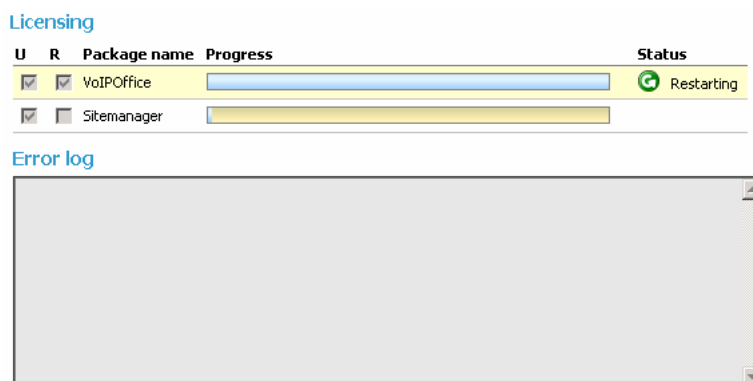 Licensing
U R Package name Progress Status
VoIPOffice Restarting
Sitemanager
Error log